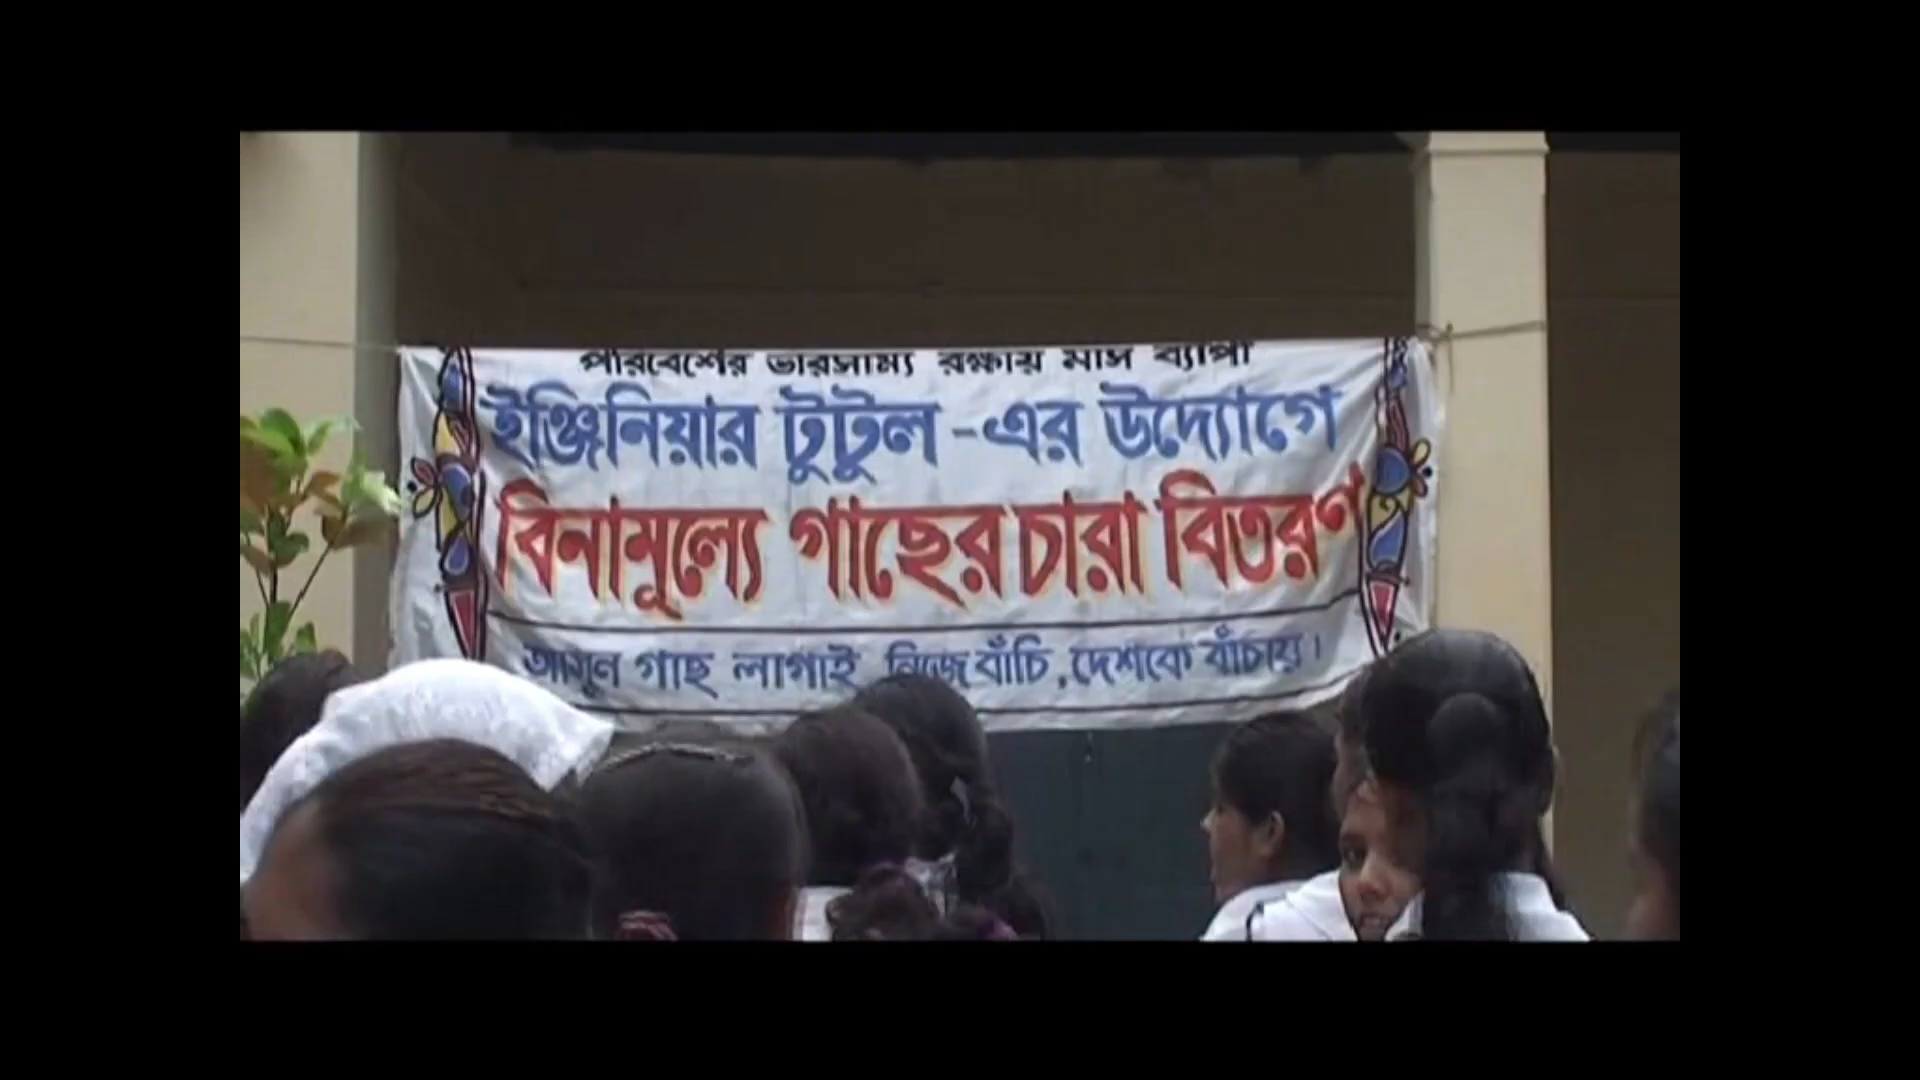 পরিবেশের ভারসাম্য রক্ষায় মাস ব্যাপী
ইঞ্জিনিয়ার টুটুল -এর উদ্যোগে
বিনামূল্যে গাছের চারা বিতরণ
আসুন গাছ লাগাই নিজে বাঁচি, দেশকে বাঁচায়।